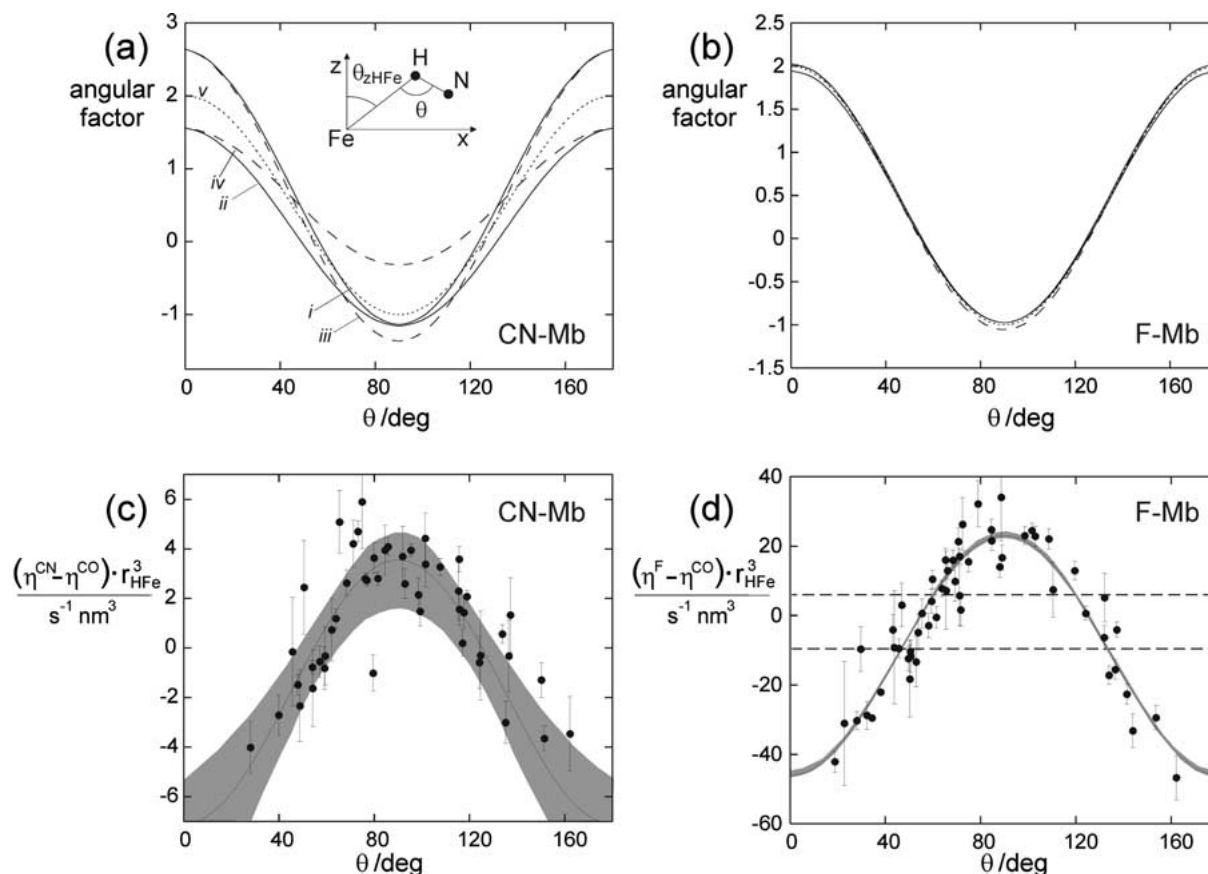 (a)
3
2
1
0
-1
angular
factor
z
θzHFe
H
N
θ
Fe
x
v
iv
ii
i
iii
CN-Mb
0 40 80 120 160
θ /deg
(b)
2.5
2
1.5
1
0.5
0
-0.5
-1
-1.5
angular
factor
F-Mb
0 40 80 120 160
θ /deg
(c)
6
4
2
0
-2
-4
-6
CN-Mb
(η^CN−η^CO)·r³HFe
s⁻¹ nm³
0 40 80 120 160
θ /deg
(d)
40
20
0
-20
-40
-60
F-Mb
(η^F−η^CO)·r³HFe
s⁻¹ nm³
0 40 80 120 160
θ /deg